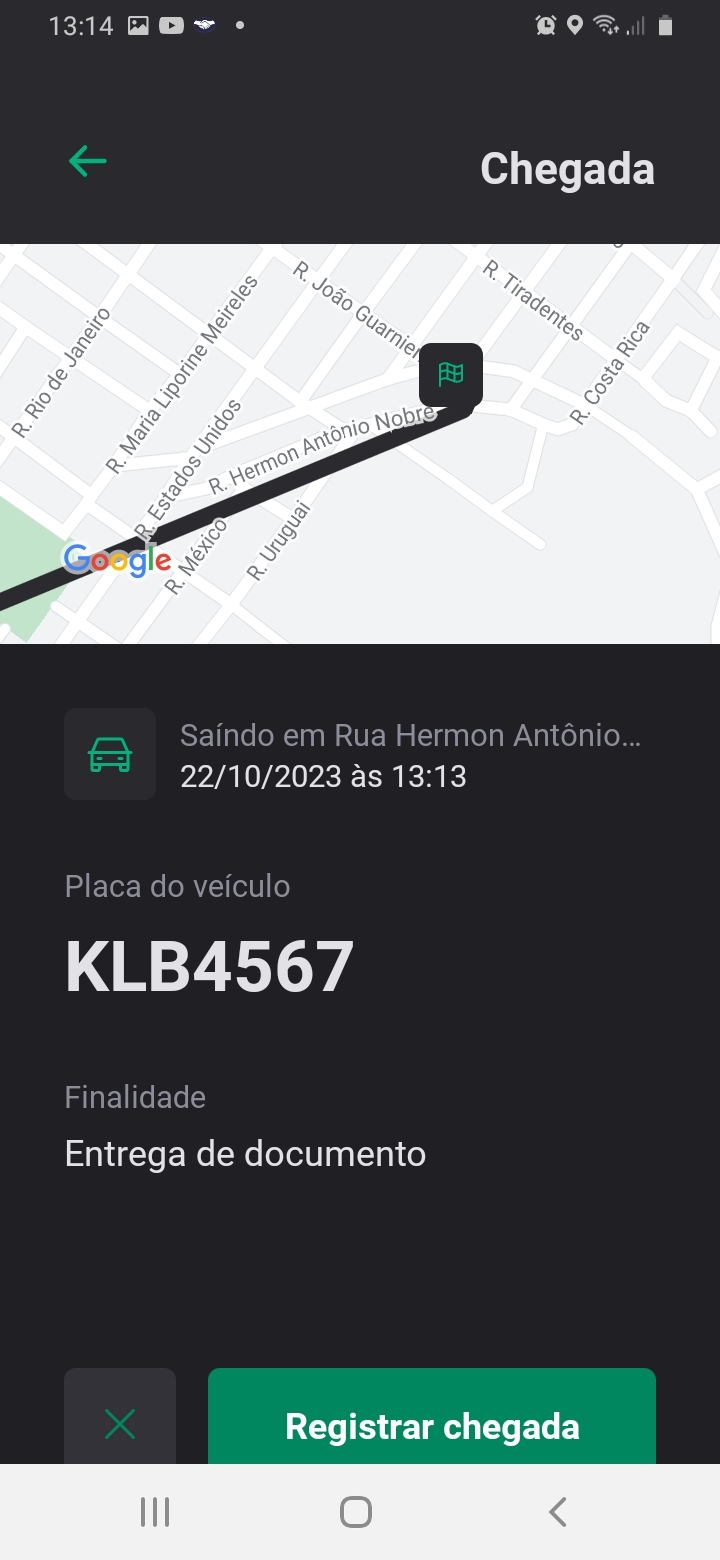 13:14
Chegada
R. João Guarnier
R. Tiradentes
R. Rio de Janeiro
R. Maria Liporine Meireles
R. Costa Rica
R. Estados Unidos
R. Hermon Antônio Nobre
R. México
R. Uruguai
Google
Saíndo em Rua Hermon Antônio...
22/10/2023 às 13:13
Placa do veículo
KLB4567
Finalidade
Entrega de documento
Registrar chegada